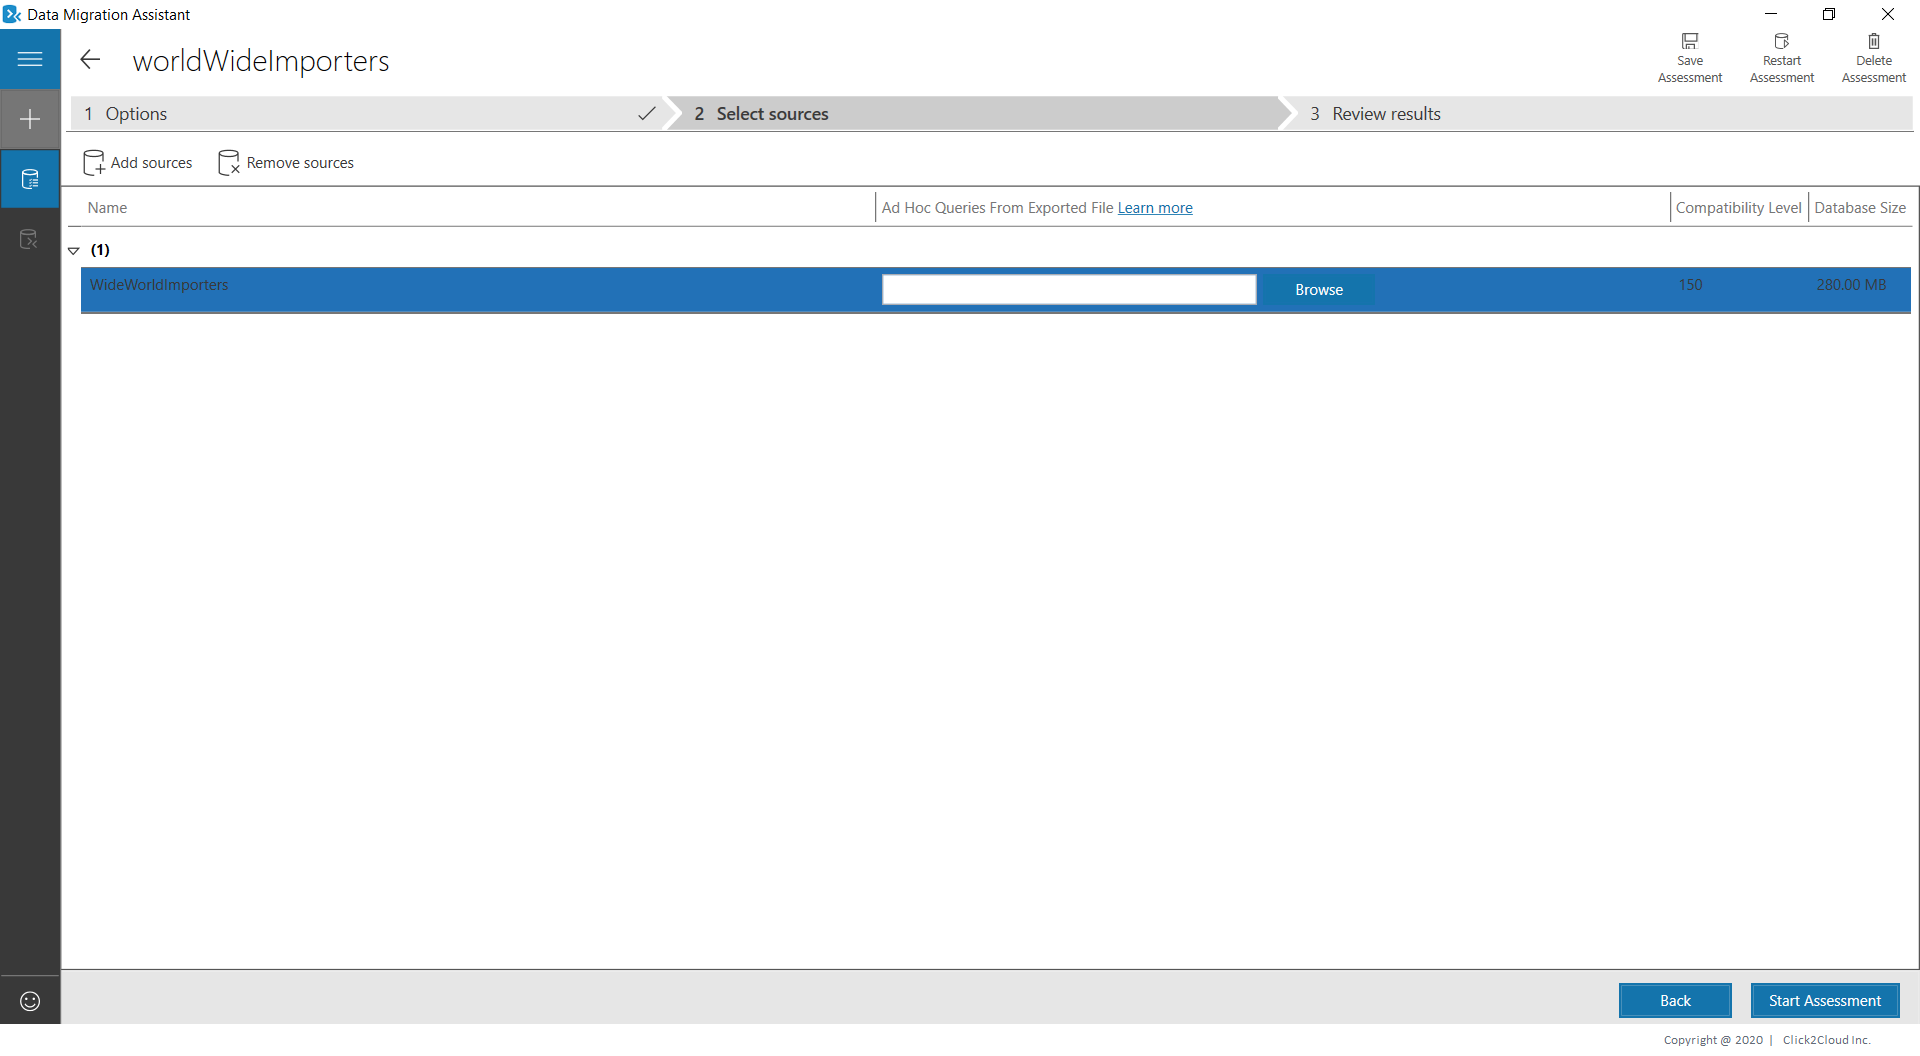 Data Migration Assistant
worldWideImporters
Save Assessment
Restart Assessment
Delete Assessment
1 Options
2 Select sources
3 Review results
Add sources
Remove sources
Name
Ad Hoc Queries From Exported File Learn more
Compatibility Level
Database Size
(1)
WideWorldImporters
Browse
150
280.00 MB
Back
Start Assessment
Copyright @ 2020 | Click2Cloud Inc.